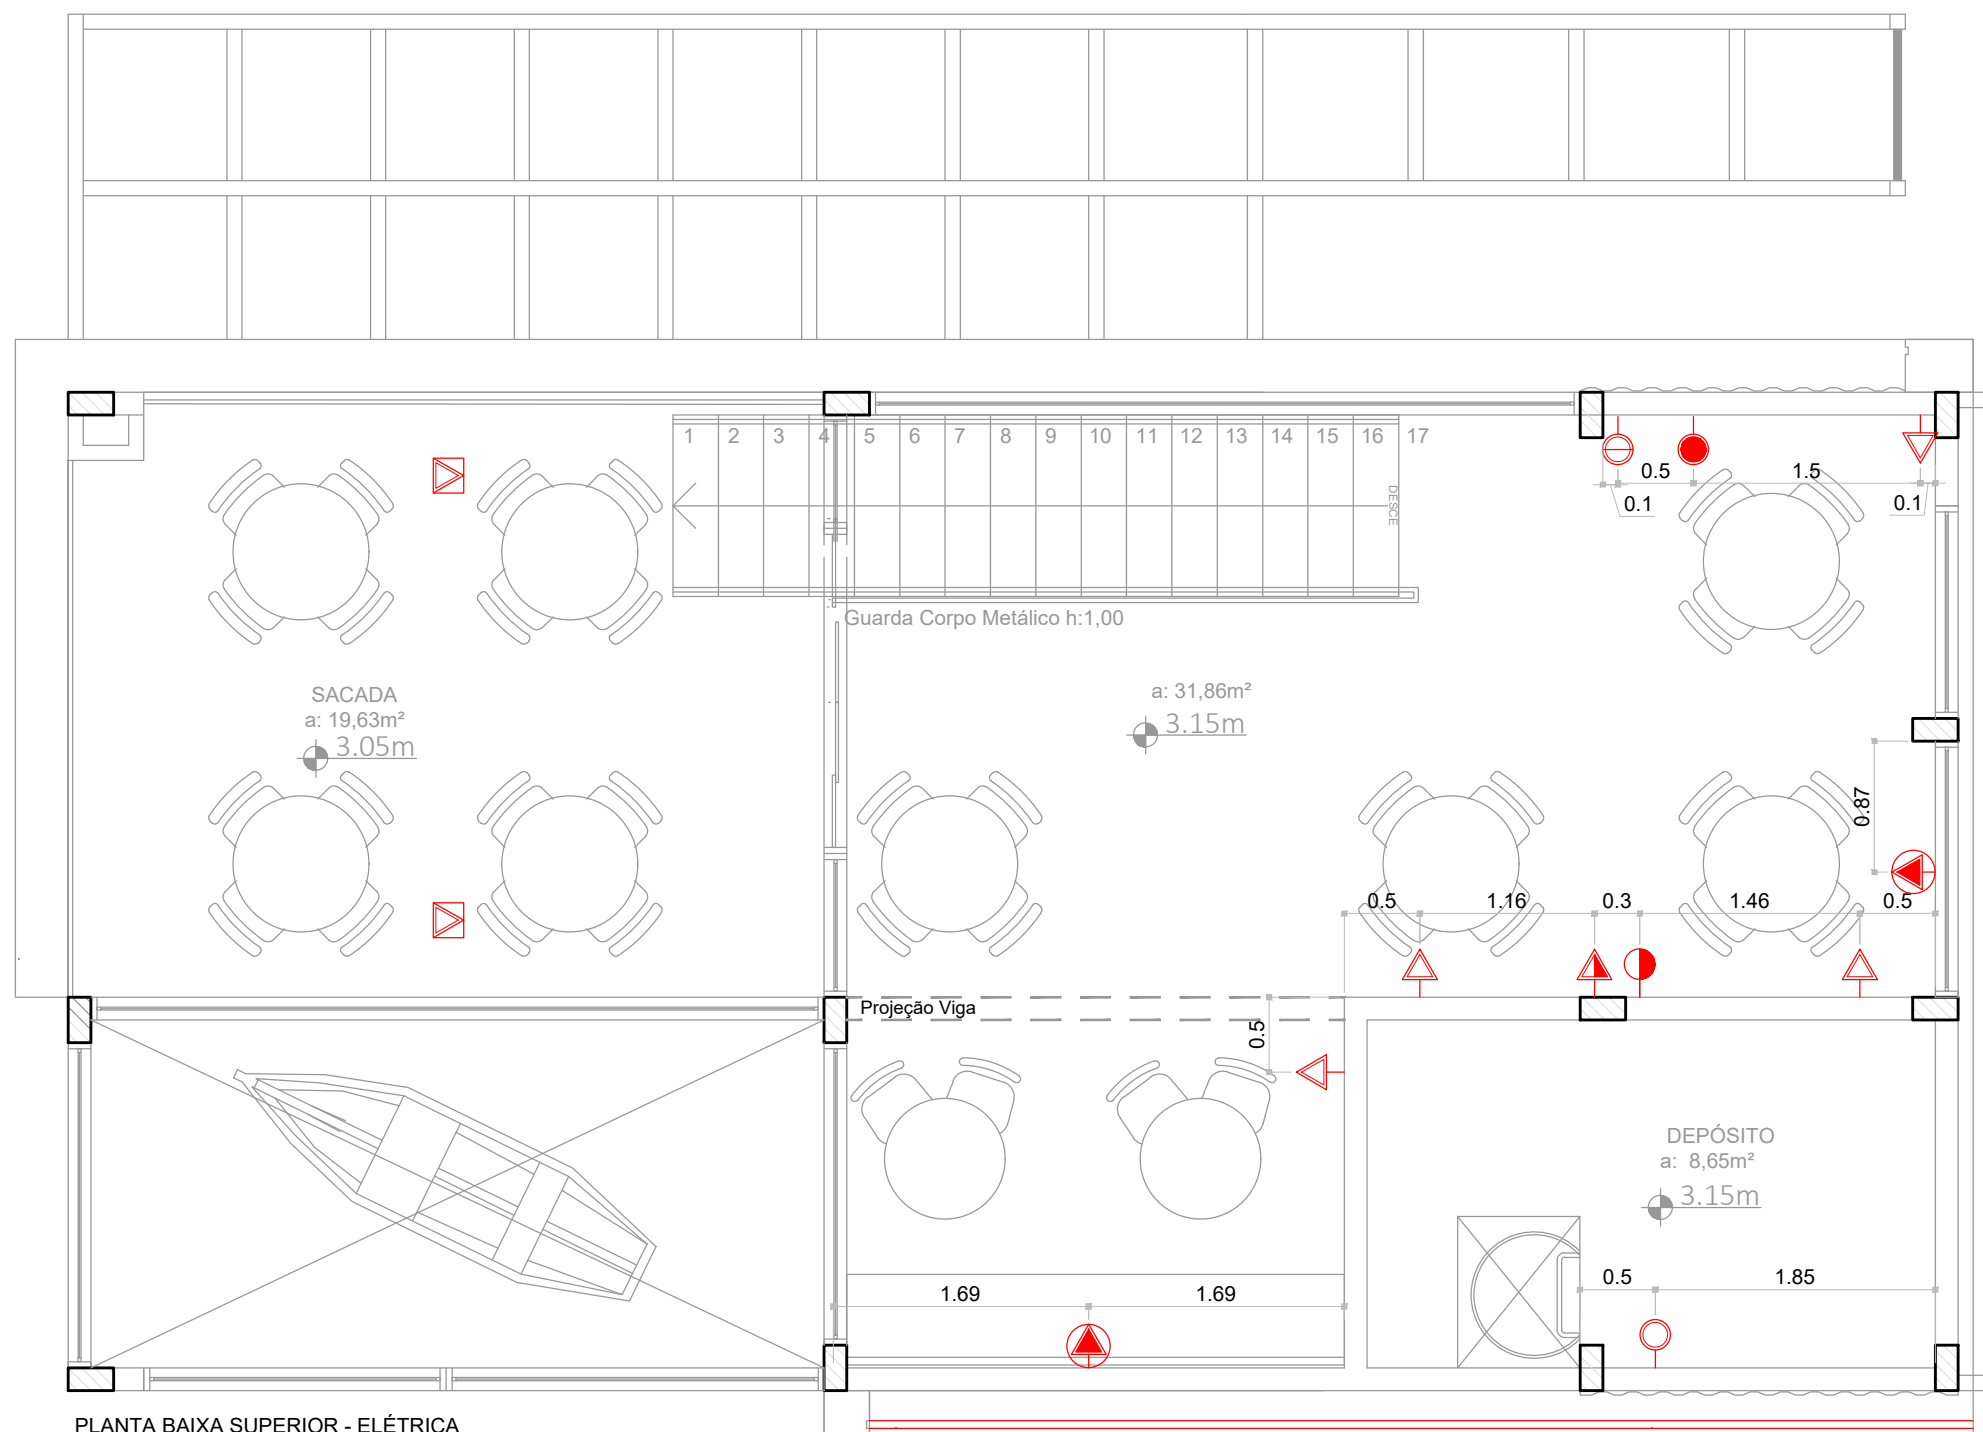 1 2 3 4 5 6 7 8 9 10 11 12 13 14 15 16 17
DESCE
0.5 1.5
0.1 0.1
Guarda Corpo Metálico h:1,00
SACADA
a: 19,63m²
3.05m
a: 31,86m²
3.15m
0.87
0.5 1.16 0.3 1.46 0.5
Projeção Viga
0.5
DEPÓSITO
a: 8,65m²
3.15m
0.5 1.85
1.69 1.69
PLANTA BAIXA SUPERIOR - ELÉTRICA